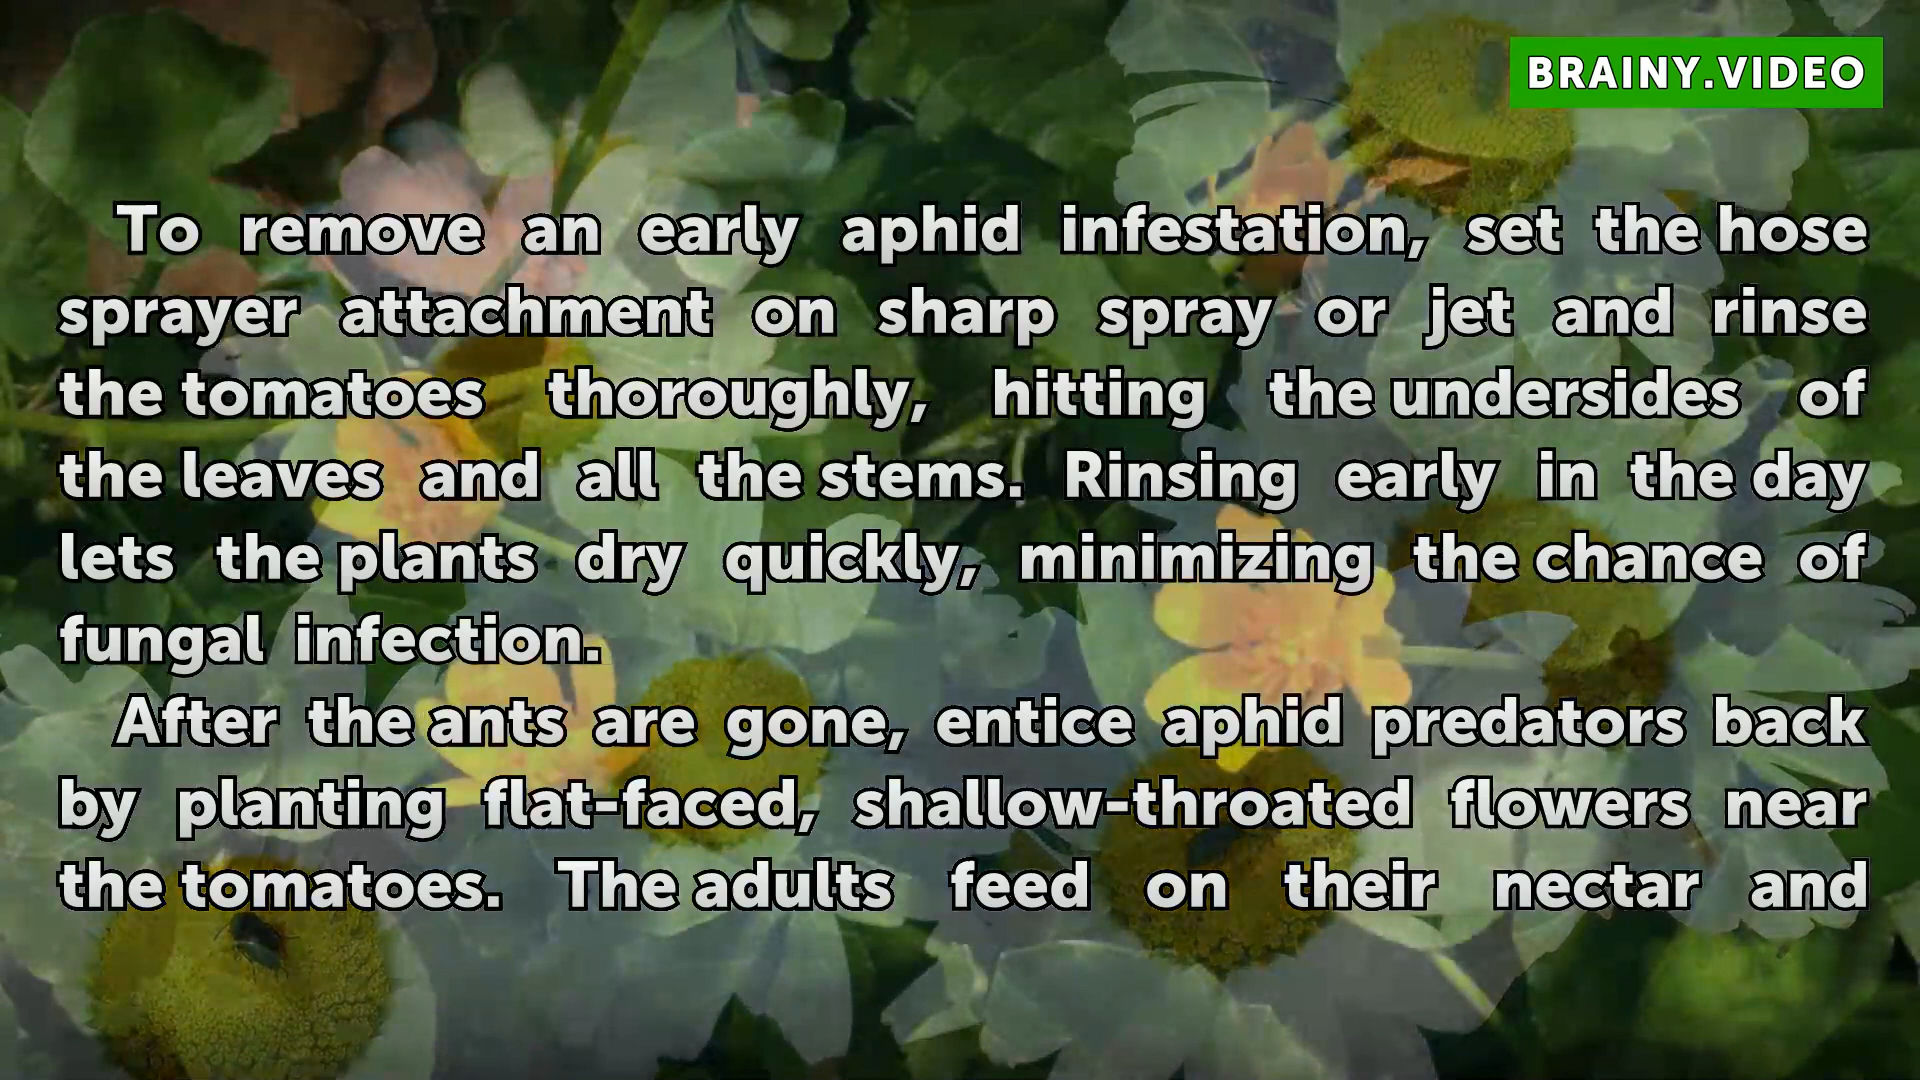 BRAINY.VIDEO
To remove an early aphid infestation, set the hose
sprayer attachment on sharp spray or jet and rinse
the tomatoes thoroughly, hitting the undersides of
the leaves and all the stems. Rinsing early in the day
lets the plants dry quickly, minimizing the chance of
fungal infection.
After the ants are gone, entice aphid predators back
by planting flat-faced, shallow-throated flowers near
the tomatoes. The adults feed on their nectar and